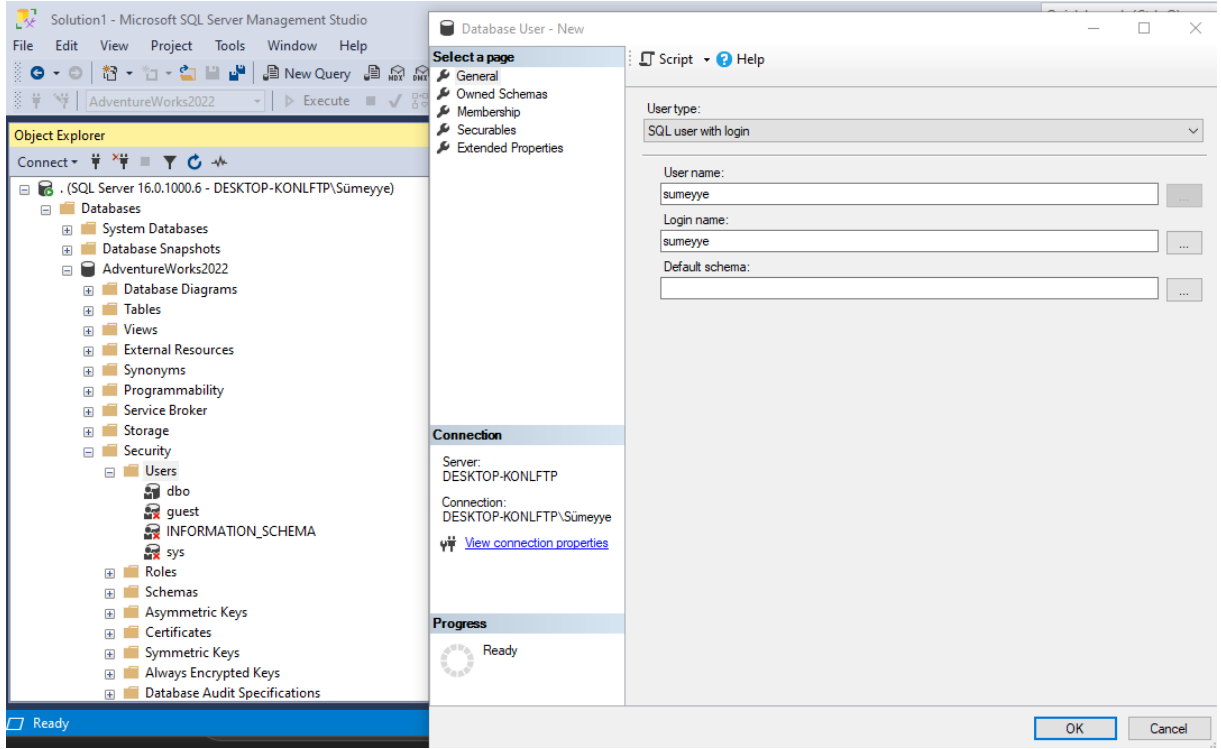 Solution1 - Microsoft SQL Server Management Studio
File Edit View Project Tools Window Help
New Query MDX DMX
AdventureWorks2022 Execute
Object Explorer
Connect
. (SQL Server 16.0.1000.6 - DESKTOP-KONLFTP\Sümeyye)
Databases
System Databases
Database Snapshots
AdventureWorks2022
Database Diagrams
Tables
Views
External Resources
Synonyms
Programmability
Service Broker
Storage
Security
Users
dbo
guest
INFORMATION_SCHEMA
sys
Roles
Schemas
Asymmetric Keys
Certificates
Symmetric Keys
Always Encrypted Keys
Database Audit Specifications
Ready
Database User - New
Select a page
General
Owned Schemas
Membership
Securables
Extended Properties
Connection
Server:
DESKTOP-KONLFTP
Connection:
DESKTOP-KONLFTP\Sümeyye
View connection properties
Progress
Ready
Script Help
User type:
SQL user with login
User name:
sumeyye
...
Login name:
sumeyye
...
Default schema:
...
OK Cancel